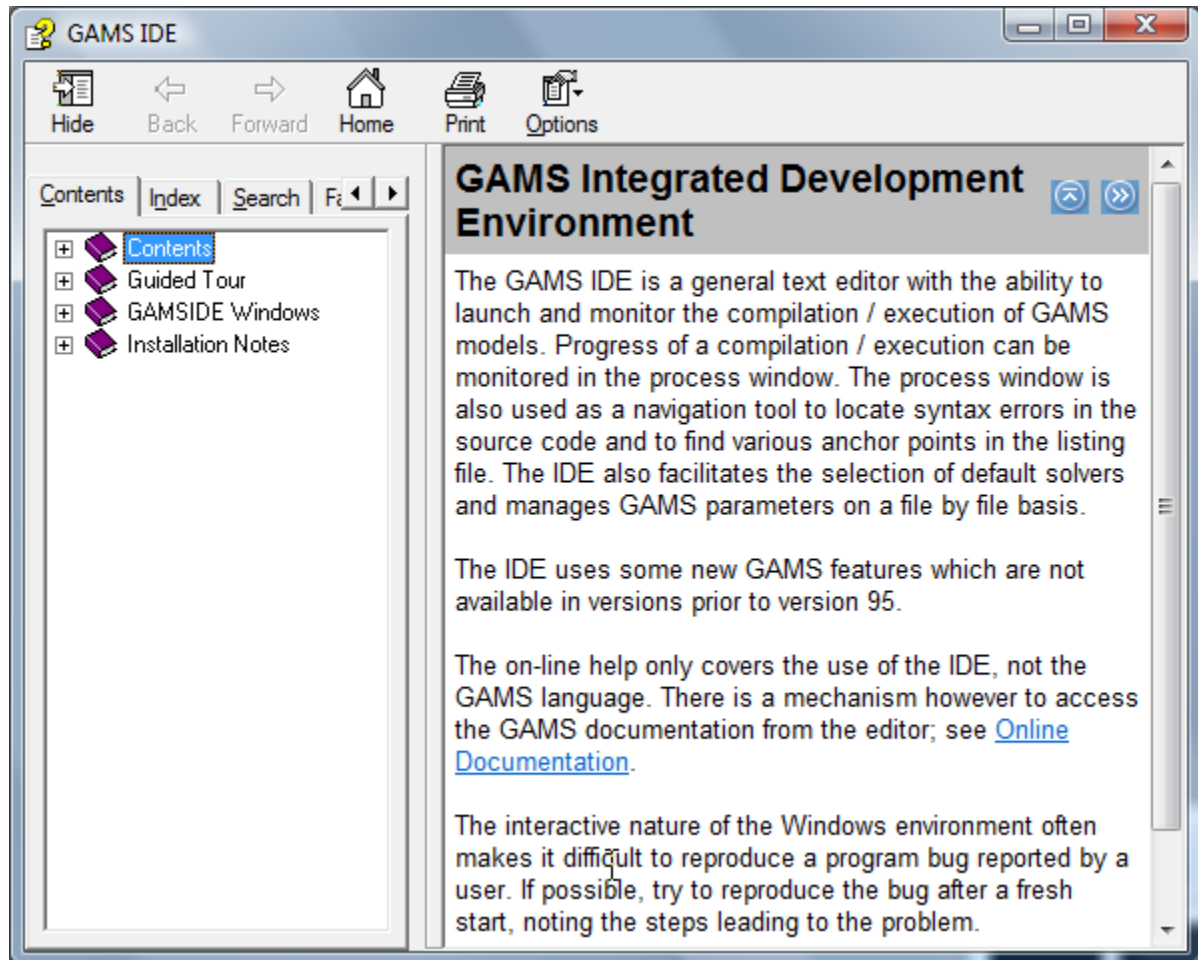 GAMS IDE
Hide
Back
Forward
Home
Print
Options
Contents
Index
Search
Contents
Guided Tour
GAMSIDE Windows
Installation Notes
GAMS Integrated Development
Environment
The GAMS IDE is a general text editor with the ability to
launch and monitor the compilation / execution of GAMS
models. Progress of a compilation / execution can be
monitored in the process window. The process window is
also used as a navigation tool to locate syntax errors in the
source code and to find various anchor points in the listing
file. The IDE also facilitates the selection of default solvers
and manages GAMS parameters on a file by file basis.
The IDE uses some new GAMS features which are not
available in versions prior to version 95.
The on-line help only covers the use of the IDE, not the
GAMS language. There is a mechanism however to access
the GAMS documentation from the editor; see Online
Documentation.
The interactive nature of the Windows environment often
makes it difficult to reproduce a program bug reported by a
user. If possible, try to reproduce the bug after a fresh
start, noting the steps leading to the problem.